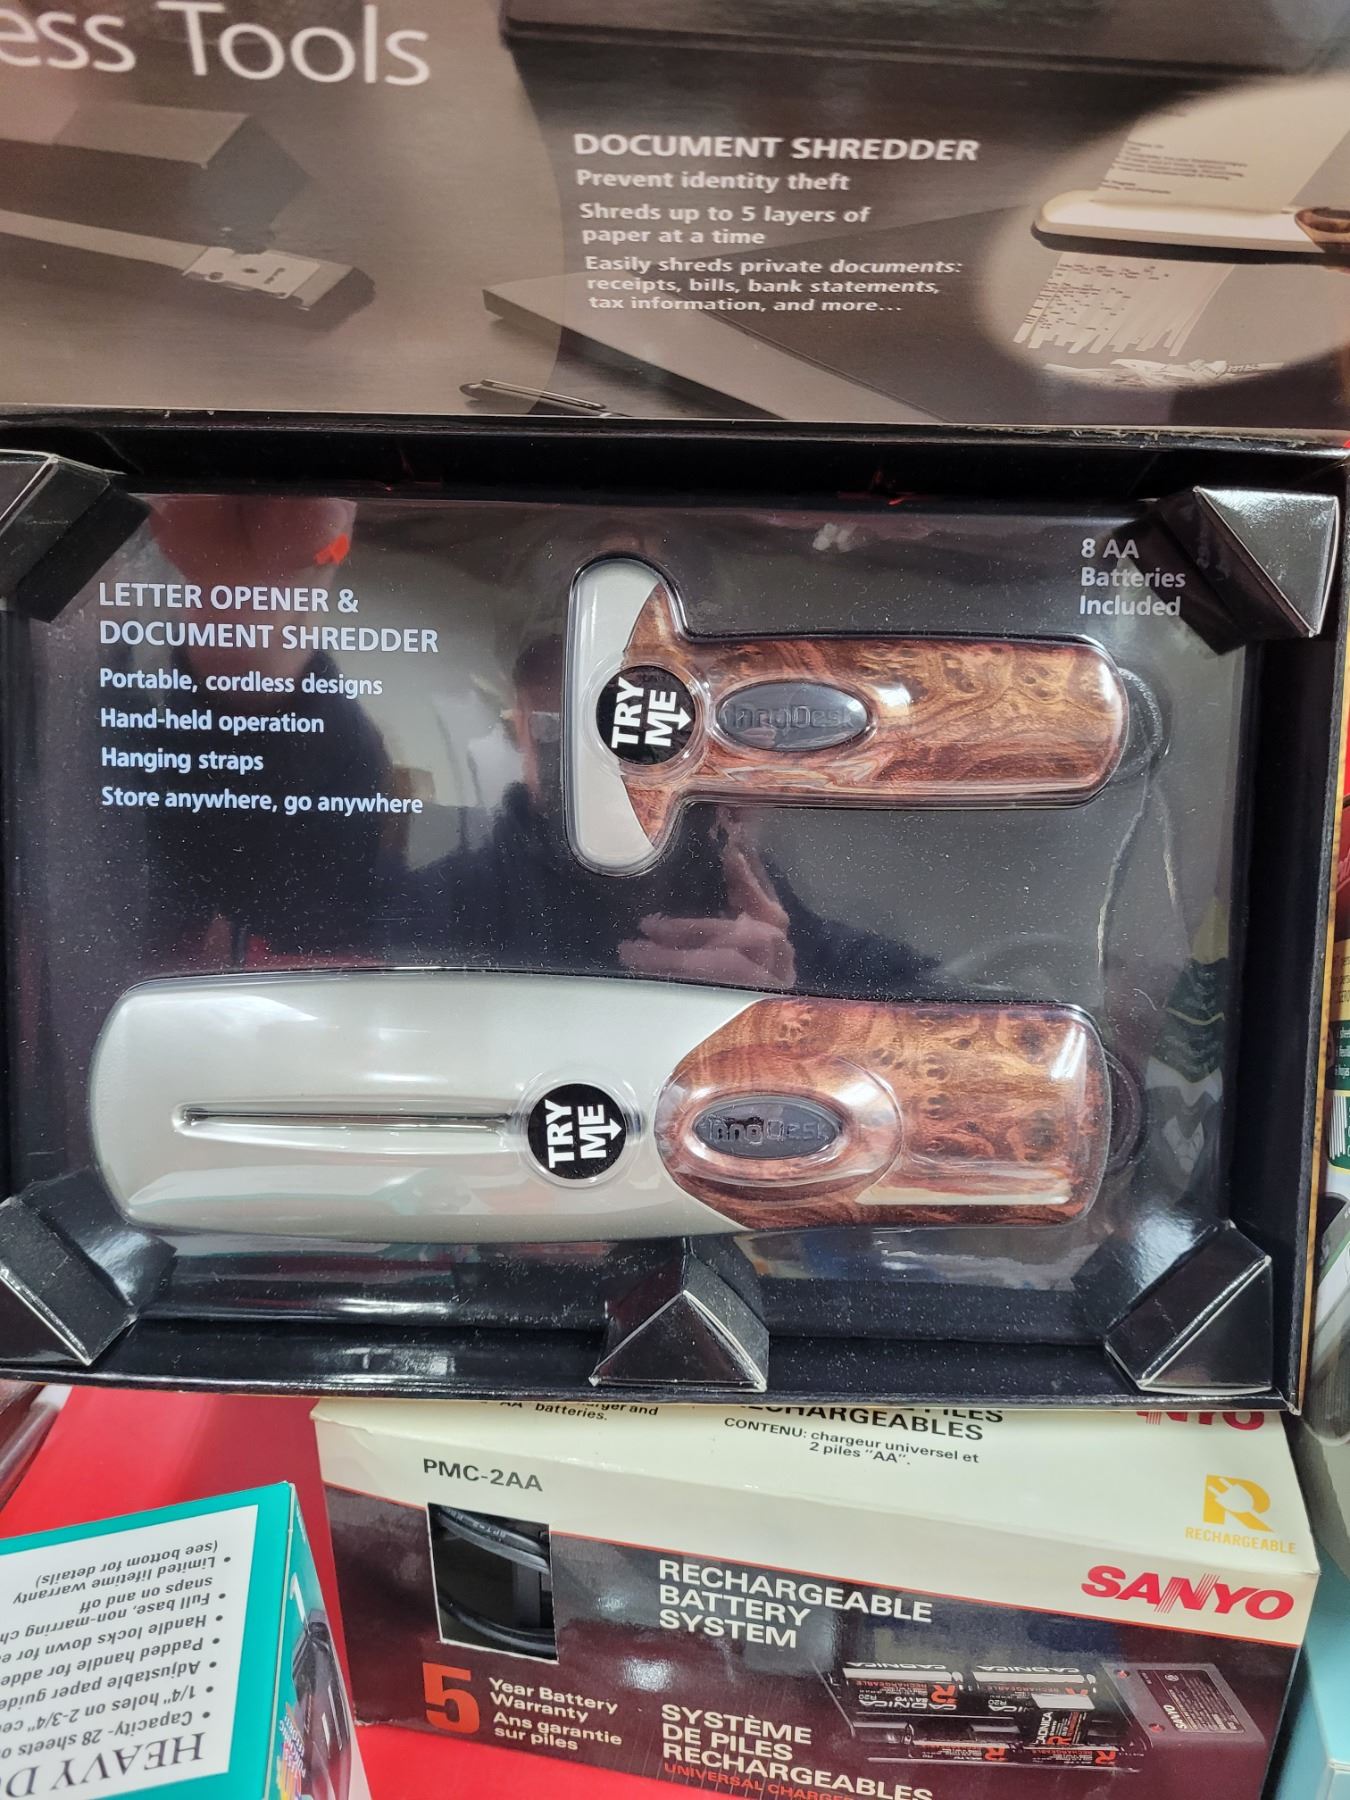 ess Tools
DOCUMENT SHREDDER
Prevent identity theft
Shreds up to 5 layers of
paper at a time
Easily shreds private documents:
receipts, bills, bank statements,
tax information, and more...
8 AA
Batteries
Included
LETTER OPENER &
DOCUMENT SHREDDER
Portable, cordless designs
Hand-held operation
Hanging straps
Store anywhere, go anywhere
TRY
ME
TRY
ME
batteries.
and
RECHARGEABLES
SANYO
CONTENU: chargeur universel et
2 piles "AA".
PMC-2AA
R
RECHARGEABLE
SANYO
RECHARGEABLE
BATTERY
SYSTEM
5
Year Battery
Warranty
Ans garantie
sur piles
SYSTÈME
DE PILES
RECHARGEABLES
CADNICA
CADNICA
SANYO
HEAVY D
• Capacity- 28 sheets
• 1/4" holes on 2-3/4"
• Adjustable paper guide
• Padded handle for
• Handle locks down for
• Full base, non-marring
snaps on and off
• Limited lifetime warranty
(see bottom for details)